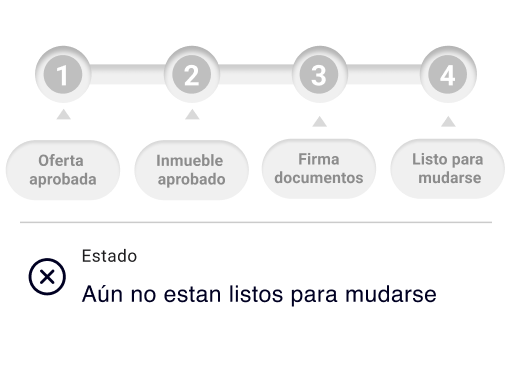 1 2 3 4
Oferta
aprobada
Inmueble
aprobado
Firma
documentos
Listo para
mudarse
Estado
Aún no estan listos para mudarse